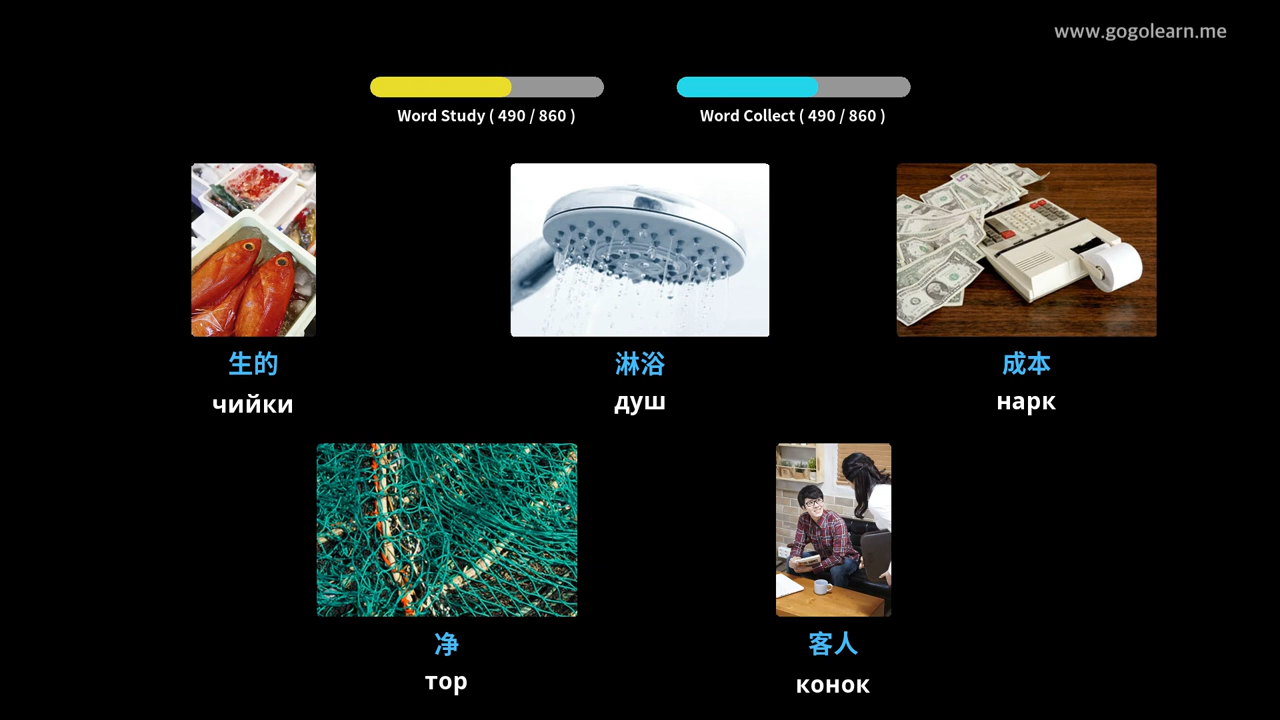 www.gogolearn.me
Word Study ( 490 / 860 )
Word Collect ( 490 / 860 )
生的
чийки
淋浴
душ
成本
нарк
净
тор
客人
конок